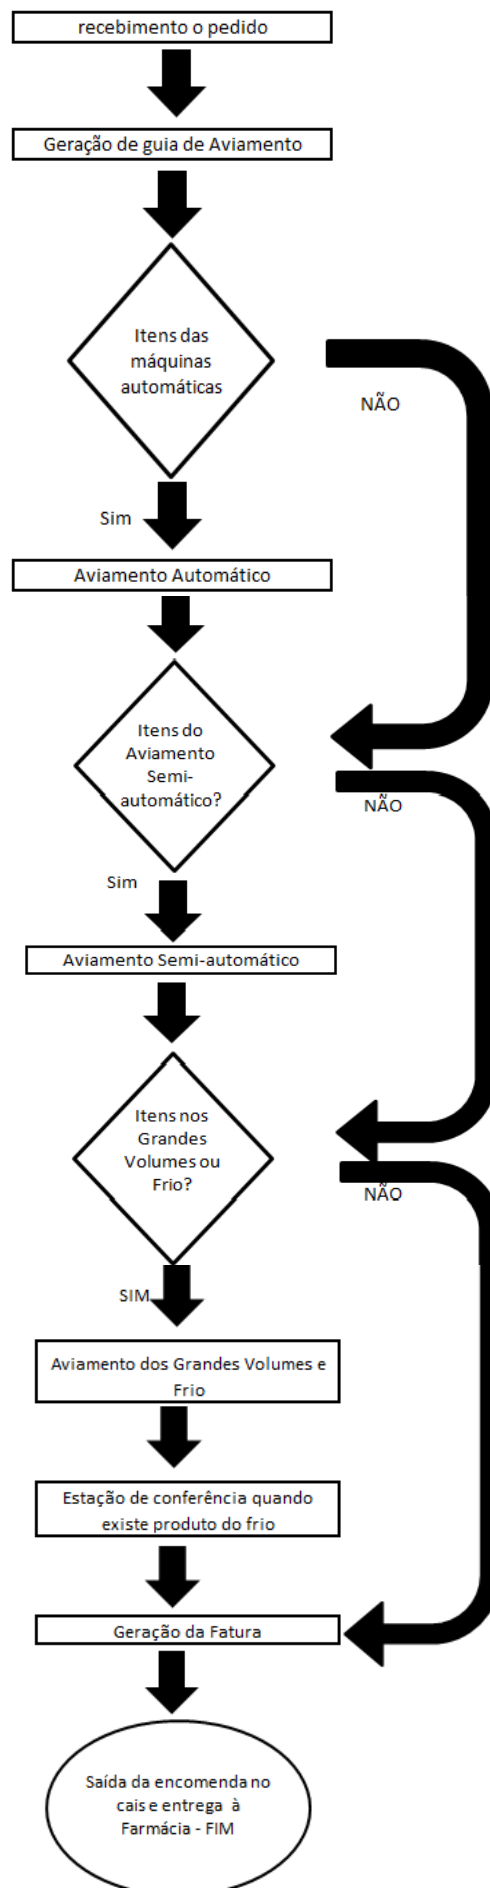 recebimento o pedido
Geração de guia de Aviamento
Itens das
máquinas
automáticas
NÃO
Sim
Aviamento Automático
Itens do
Aviamento
Semi-
automático?
NÃO
Sim
Aviamento Semi-automático
Itens nos
Grandes
Volumes ou
Frio?
NÃO
SIM
Aviamento dos Grandes Volumes e
Frio
Estação de conferência quando
existe produto do frio
Geração da Fatura
Saída da encomenda no
cais e entrega à
Farmácia - FIM